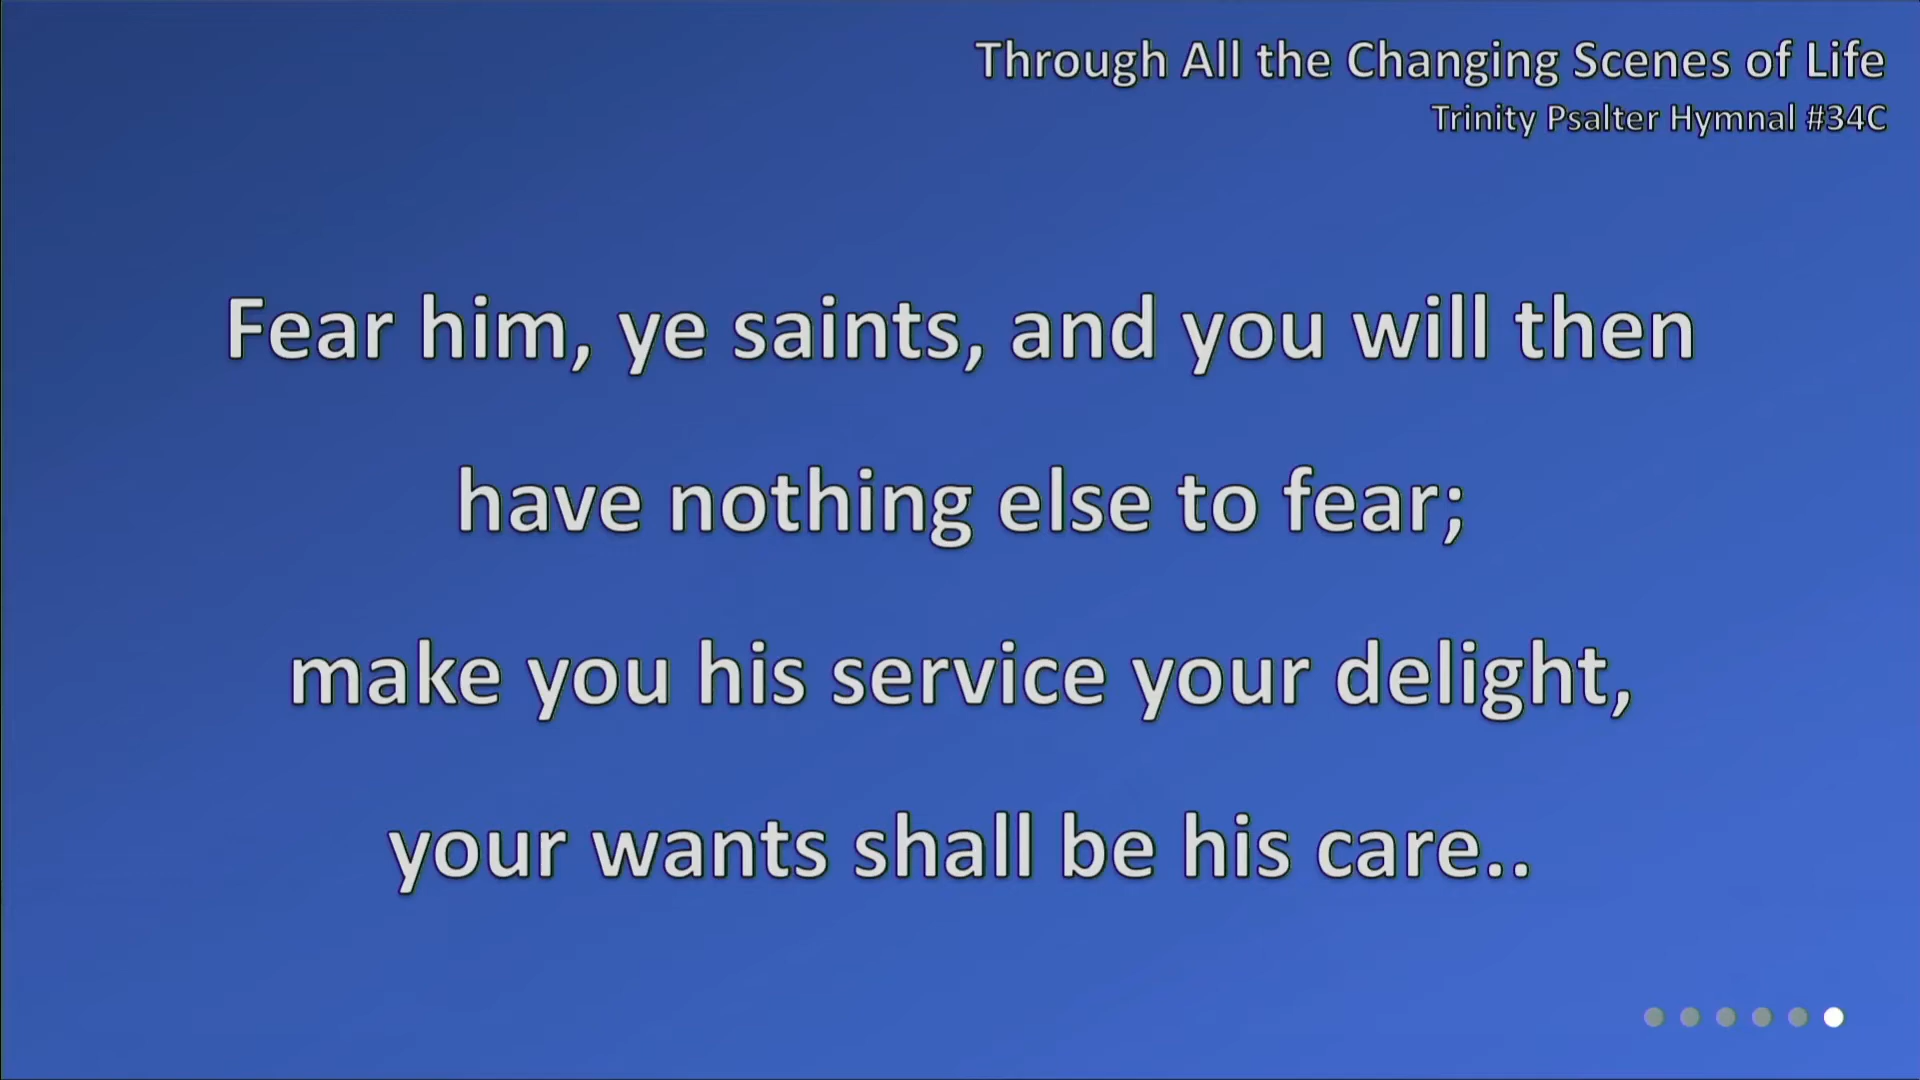 Through All the Changing Scenes of Life
Trinity Psalter Hymnal #34C
Fear him, ye saints, and you will then
have nothing else to fear;
make you his service your delight,
your wants shall be his care..